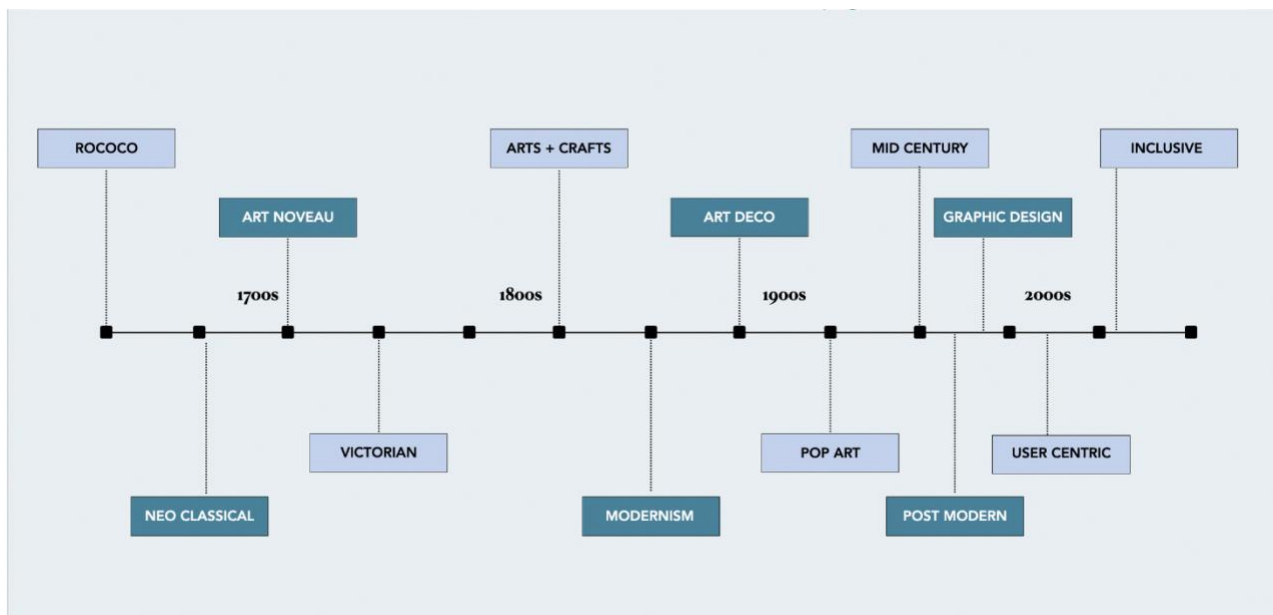 ROCOCO
ARTS + CRAFTS
MID CENTURY
INCLUSIVE
ART NOVEAU
ART DECO
GRAPHIC DESIGN
1700s
1800s
1900s
2000s
VICTORIAN
POP ART
USER CENTRIC
NEO CLASSICAL
MODERNISM
POST MODERN